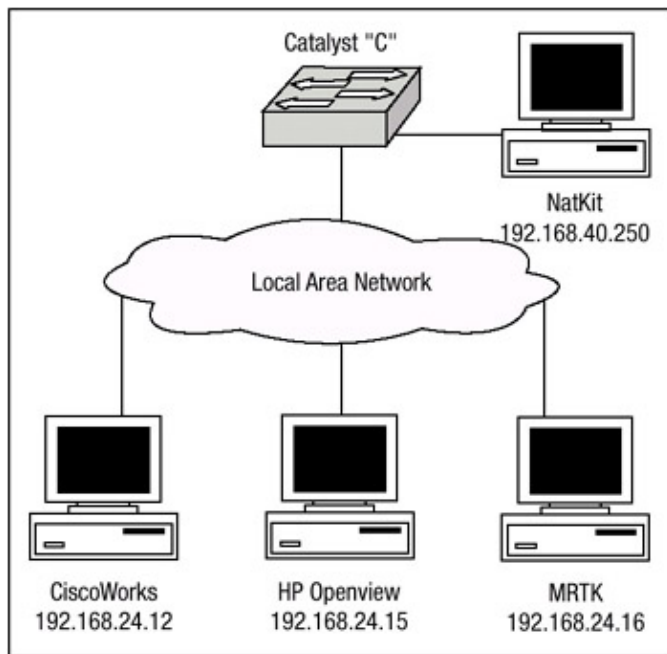 Catalyst "C"
NatKit
192.168.40.250
Local Area Network
CiscoWorks
192.168.24.12
HP Openview
192.168.24.15
MRTK
192.168.24.16